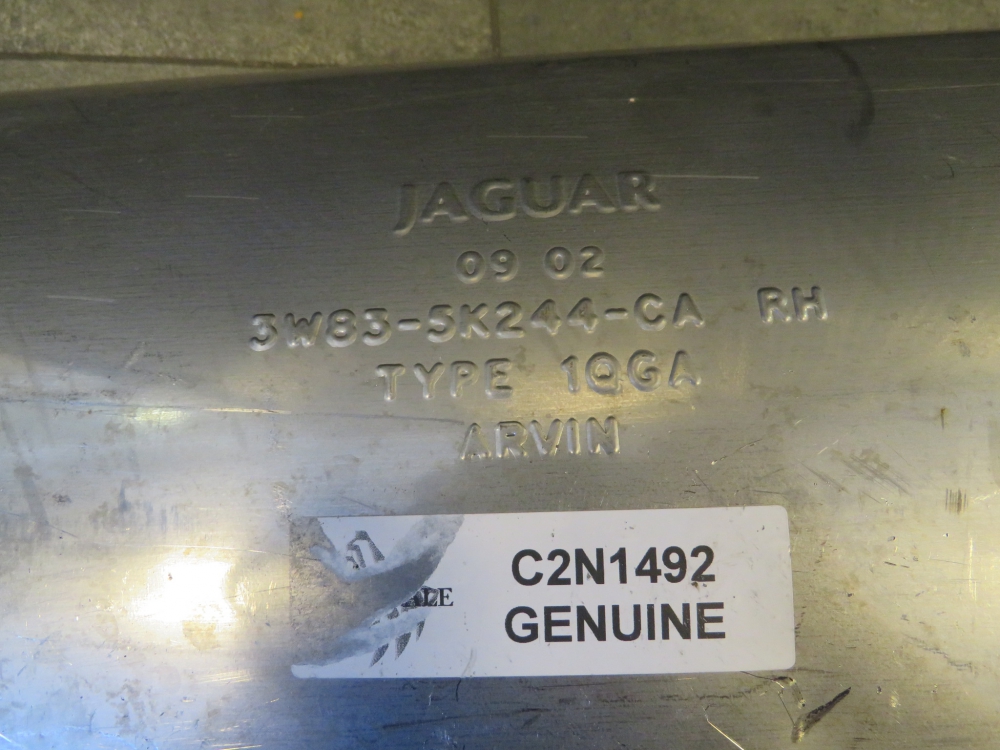 JAGUAR
09 02
3W83-5K244-CA RH
TYPE 1QGA
ARVIN
C2N1492
GENUINE